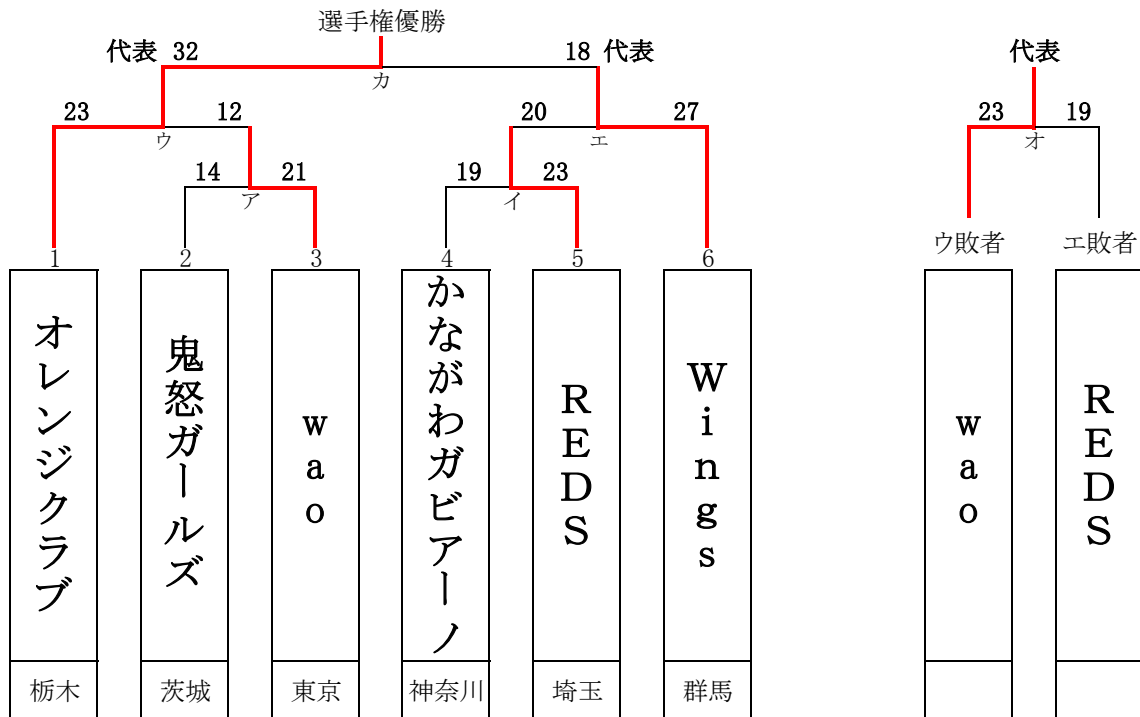 選手権優勝
代表 32
18 代表
代表
カ
23
12
20
27
23
19
ウ
エ
オ
14
21
19
23
ア
イ
ウ敗者
エ敗者
1
2
3
4
5
6
オレンジクラブ
鬼怒ガールズ
wao
かながわガビアーノ
REDS
Wings
wao
REDS
栃木
茨城
東京
神奈川
埼玉
群馬